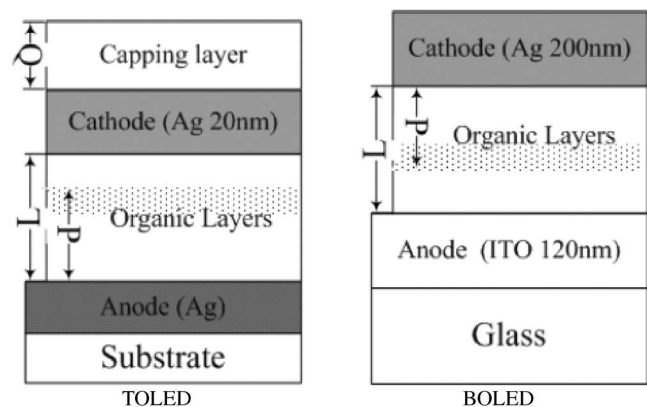 Q
Capping layer
Cathode (Ag 20nm)
L
P
Organic Layers
Anode (Ag)
Substrate
TOLED
Cathode (Ag 200nm)
P
L
Organic Layers
Anode (ITO 120nm)
Glass
BOLED